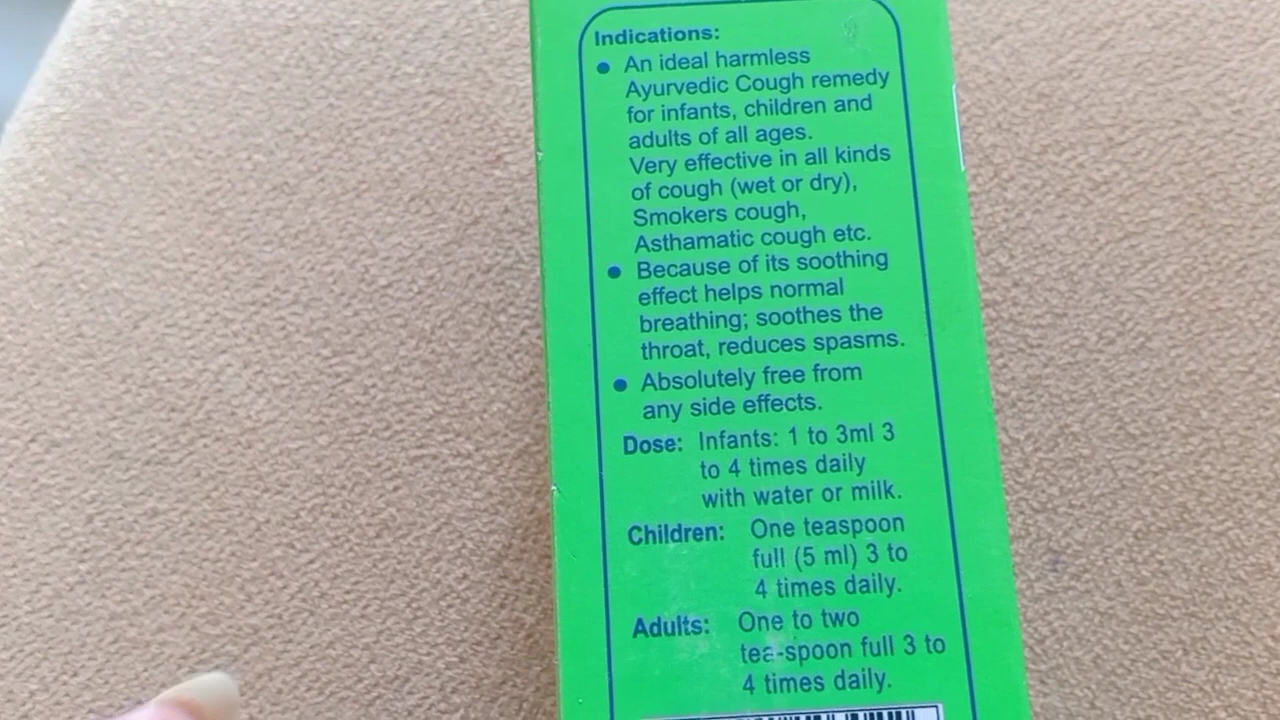 Indications:
● An ideal harmless
Ayurvedic Cough remedy
for infants, children and
adults of all ages.
Very effective in all kinds
of cough (wet or dry),
Smokers cough,
Asthamatic cough etc.
● Because of its soothing
effect helps normal
breathing; soothes the
throat, reduces spasms.
● Absolutely free from
any side effects.
Dose: Infants: 1 to 3ml 3
to 4 times daily
with water or milk.
Children: One teaspoon
full (5 ml) 3 to
4 times daily.
Adults: One to two
tea-spoon full 3 to
4 times daily.